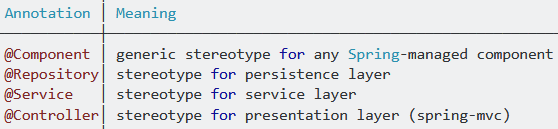 Annotation | Meaning
@Component | generic stereotype for any Spring-managed component
@Repository | stereotype for persistence layer
@Service | stereotype for service layer
@Controller | stereotype for presentation layer (spring-mvc)